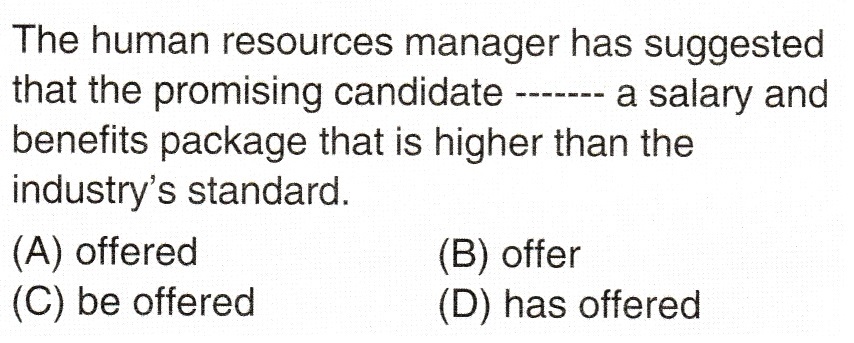 The human resources manager has suggested
that the promising candidate ------- a salary and
benefits package that is higher than the
industry's standard.
(A) offered (B) offer
(C) be offered (D) has offered